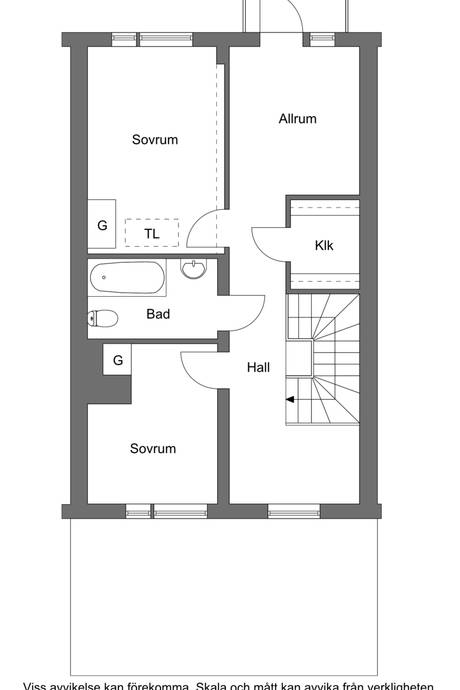 Allrum
Sovrum
G
TL
Klk
Bad
G
Hall
Sovrum
Viss avvikelse kan förekomma. Skala och mått kan avvika från verkligheten